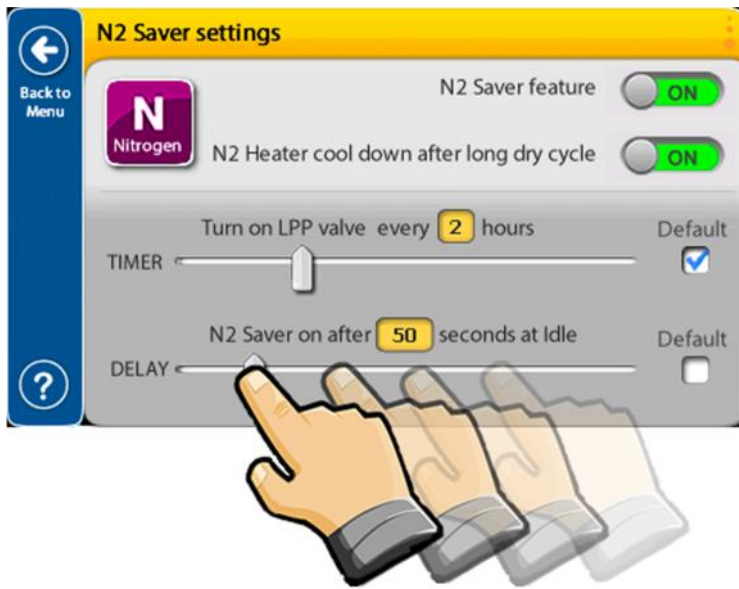 N2 Saver settings
Back to
Menu
N
Nitrogen
N2 Saver feature
ON
N2 Heater cool down after long dry cycle
ON
Turn on LPP valve every 2 hours
Default
TIMER
N2 Saver on after 50 seconds at Idle
Default
DELAY
?